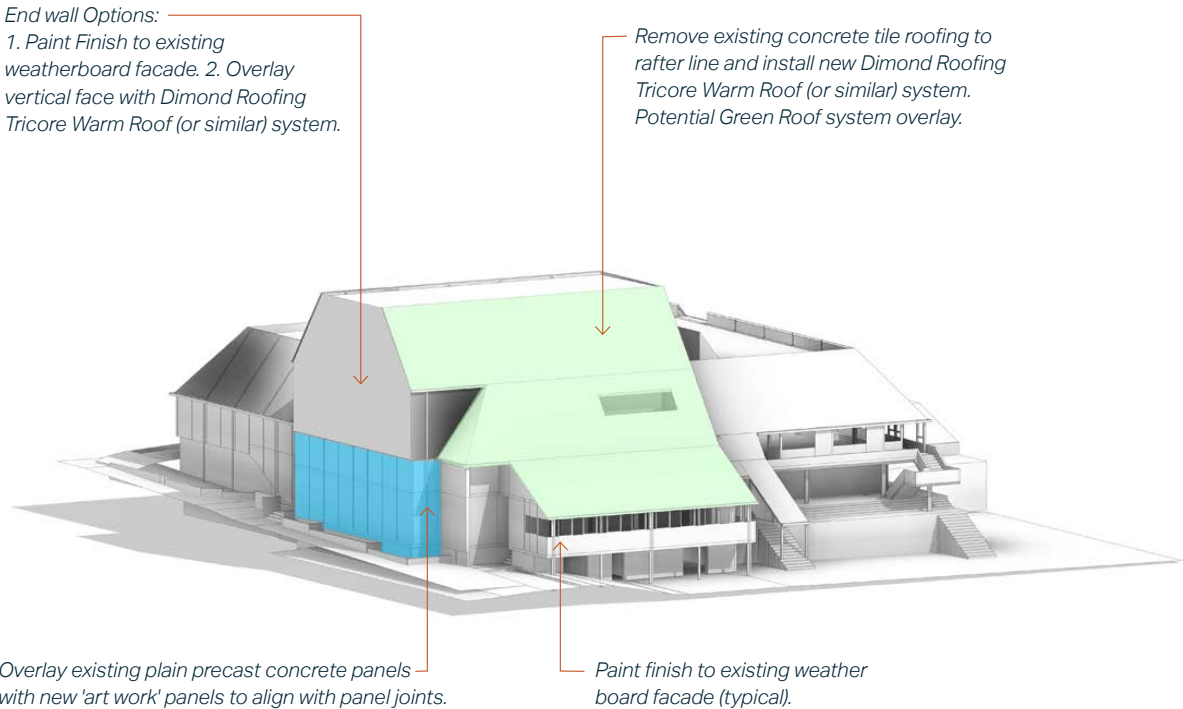 End wall Options:
1. Paint Finish to existing
weatherboard facade. 2. Overlay
vertical face with Dimond Roofing
Tricore Warm Roof (or similar) system.
Remove existing concrete tile roofing to
rafter line and install new Dimond Roofing
Tricore Warm Roof (or similar) system.
Potential Green Roof system overlay.
Overlay existing plain precast concrete panels
with new 'art work' panels to align with panel joints.
Paint finish to existing weather
board facade (typical).